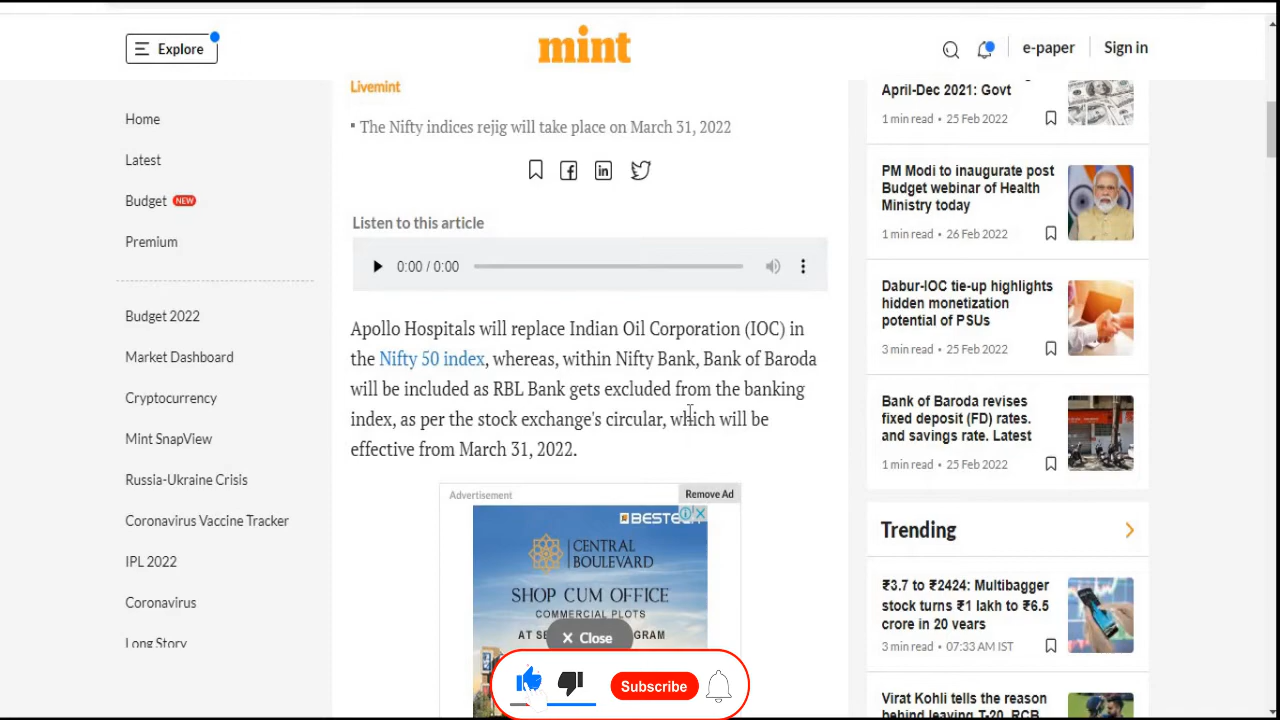 Explore
mint
e-paper
Sign in
Home
Latest
Budget NEW
Premium
Budget 2022
Market Dashboard
Cryptocurrency
Mint SnapView
Russia-Ukraine Crisis
Coronavirus Vaccine Tracker
IPL 2022
Coronavirus
Long Story
Livemint
The Nifty indices rejig will take place on March 31, 2022
Listen to this article
0:00 / 0:00
Apollo Hospitals will replace Indian Oil Corporation (IOC) in
the Nifty 50 index, whereas, within Nifty Bank, Bank of Baroda
will be included as RBL Bank gets excluded from the banking
index, as per the stock exchange's circular, which will be
effective from March 31, 2022.
Advertisement
Remove Ad
CENTRAL
BOULEVARD
SHOP CUM OFFICE
COMMERCIAL PLOTS
Close
Subscribe
April-Dec 2021: Govt
1 min read • 25 Feb 2022
PM Modi to inaugurate post
Budget webinar of Health
Ministry today
1 min read • 26 Feb 2022
Dabur-IOC tie-up highlights
hidden monetization
potential of PSUs
3 min read • 25 Feb 2022
Bank of Baroda revises
fixed deposit (FD) rates.
and savings rate. Latest
1 min read • 25 Feb 2022
Trending
₹3.7 to ₹2424: Multibagger
stock turns ₹1 lakh to ₹6.5
crore in 20 years
3 min read • 07:33 AM IST
Virat Kohli tells the reason
behind leaving T-20, RCB